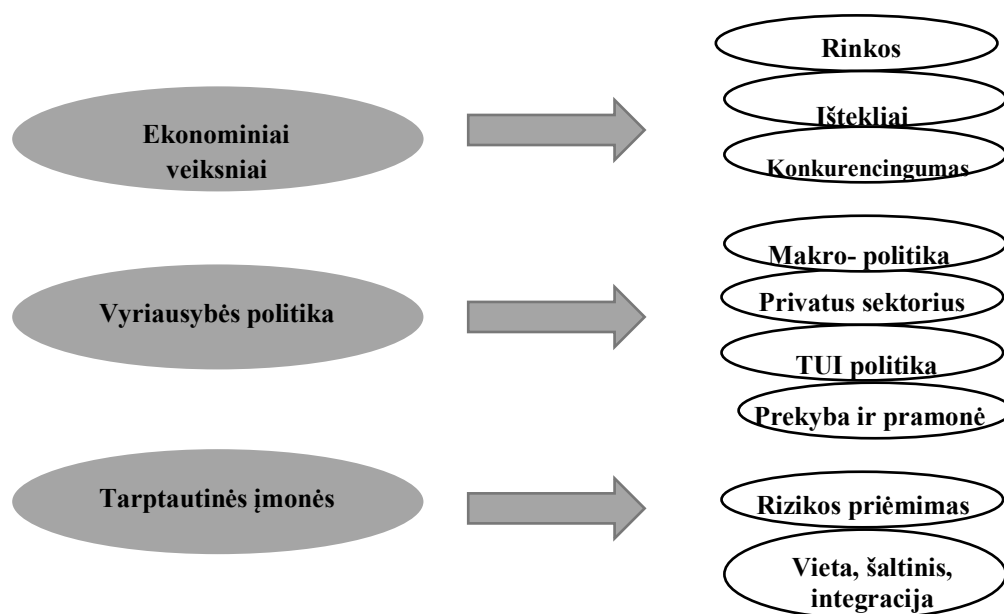 Ekonominiai
veiksniai
Rinkos
Ištekliai
Konkurencingumas
Vyriausybės politika
Makro- politika
Privatus sektorius
TUI politika
Prekyba ir pramonė
Tarptautinės įmonės
Rizikos priėmimas
Vieta, šaltinis,
integracija